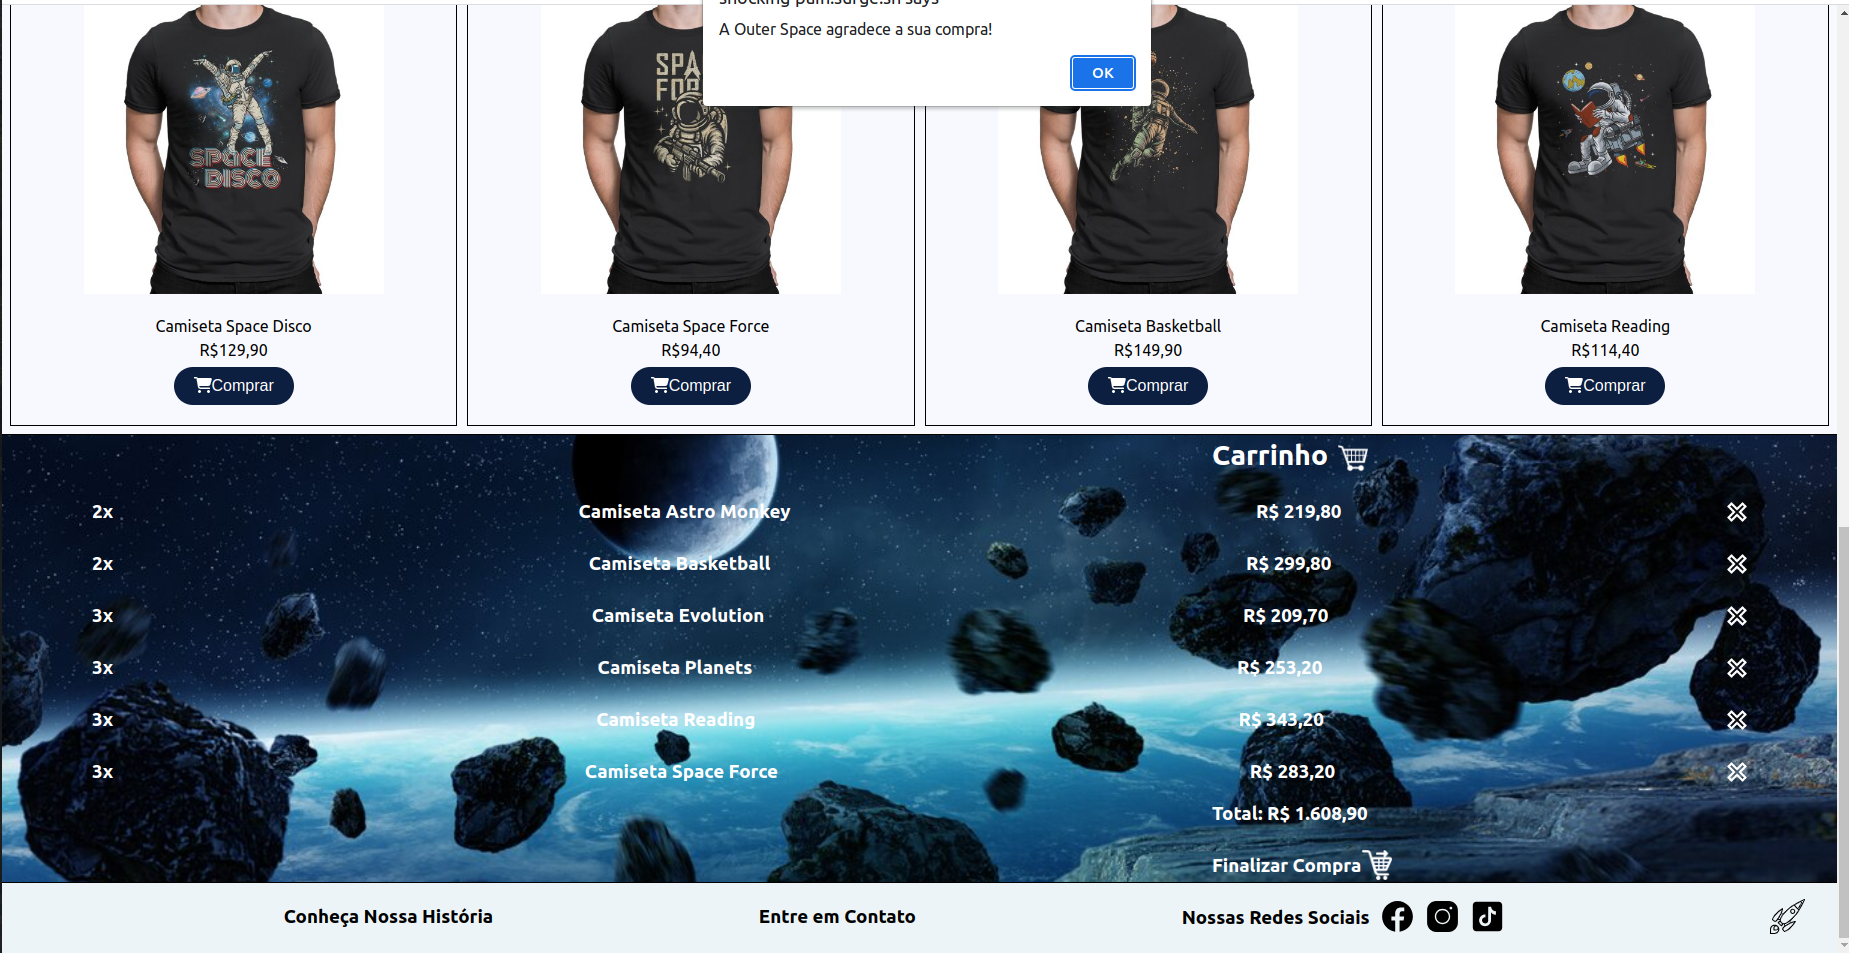 A Outer Space agradece a sua compra!
OK
SPACE
DISCO
SPA
FOR
Camiseta Space Disco
R$129,90
Comprar
Camiseta Space Force
R$94,40
Comprar
Camiseta Basketball
R$149,90
Comprar
Camiseta Reading
R$114,40
Comprar
Carrinho
2x Camiseta Astro Monkey R$ 219,80
2x Camiseta Basketball R$ 299,80
3x Camiseta Evolution R$ 209,70
3x Camiseta Planets R$ 253,20
3x Camiseta Reading R$ 343,20
3x Camiseta Space Force R$ 283,20
Total: R$ 1.608,90
Finalizar Compra
Conheça Nossa História Entre em Contato Nossas Redes Sociais